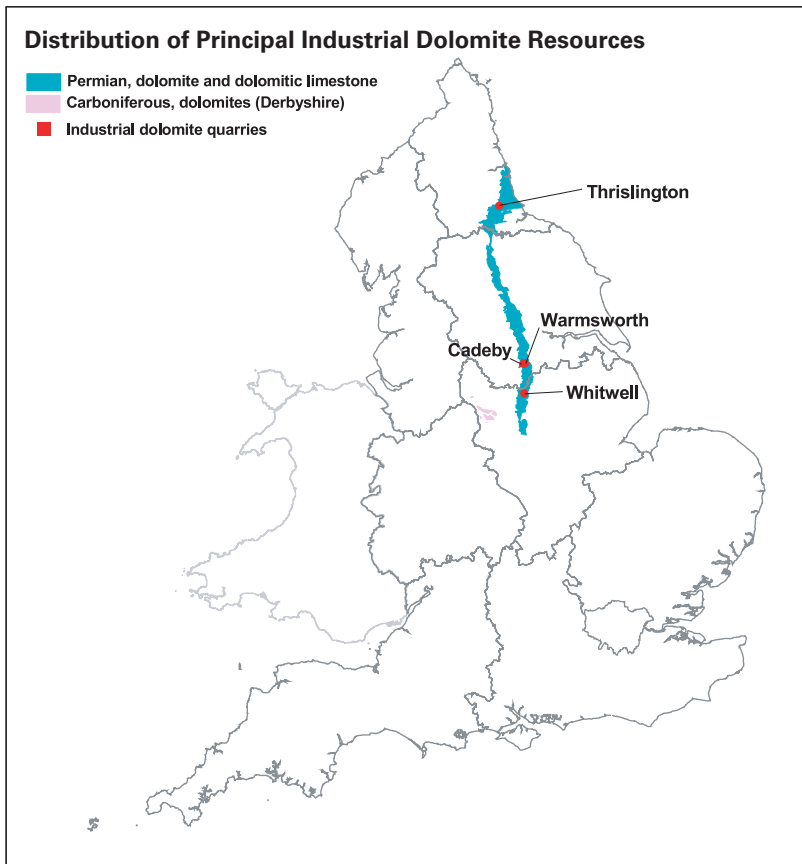 Distribution of Principal Industrial Dolomite Resources
Permian, dolomite and dolomitic limestone
Carboniferous, dolomites (Derbyshire)
Industrial dolomite quarries
Thrislington
Warmsworth
Cadeby
Whitwell